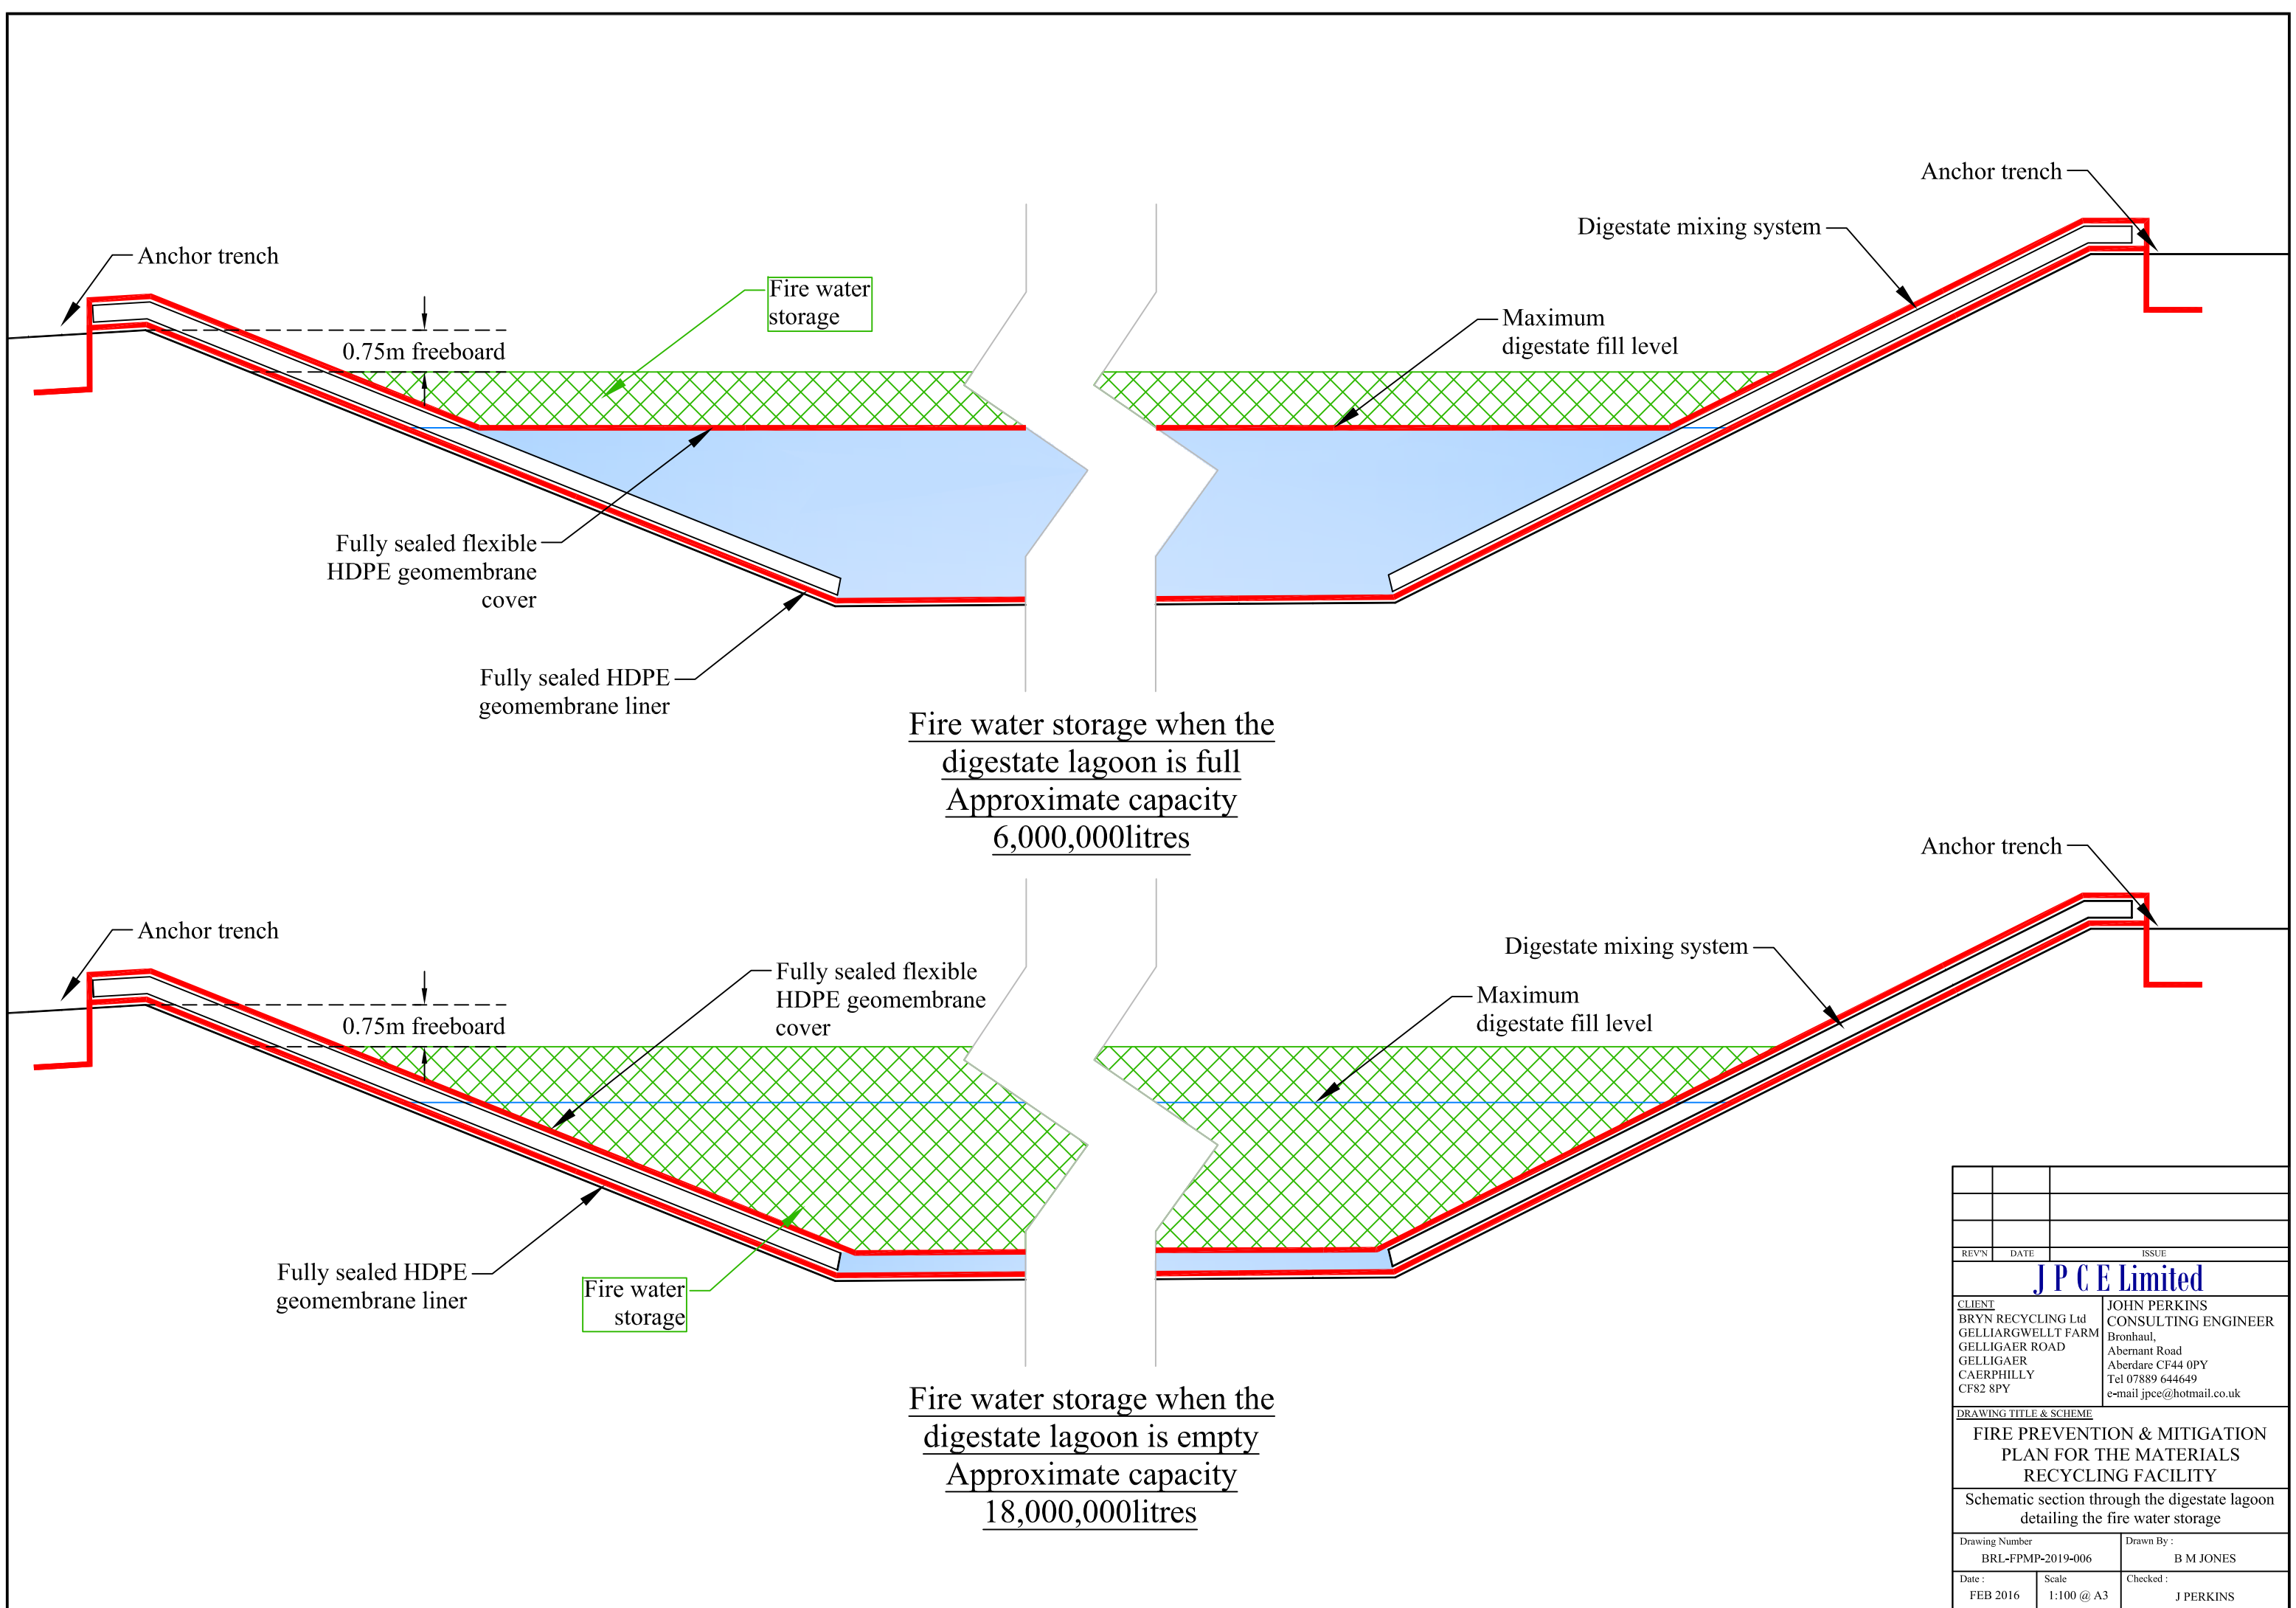 Anchor trench
Digestate mixing system
Anchor trench
Fire water
storage
Maximum
digestate fill level
0.75m freeboard
Fully sealed flexible
HDPE geomembrane
cover
Fully sealed HDPE
geomembrane liner
Fire water storage when the
digestate lagoon is full
Approximate capacity
6,000,000litres
Anchor trench
Anchor trench
Digestate mixing system
Fully sealed flexible
HDPE geomembrane
cover
Maximum
digestate fill level
0.75m freeboard
Fully sealed HDPE
geomembrane liner
Fire water
storage
Fire water storage when the
digestate lagoon is empty
Approximate capacity
18,000,000litres
REV'N DATE ISSUE
J P C E Limited
CLIENT
BRYN RECYCLING Ltd
GELLIARGWELLT FARM
GELLIGAER ROAD
GELLIGAER
CAERPHILLY
CF82 8PY
JOHN PERKINS
CONSULTING ENGINEER
Bronhaul,
Abernant Road
Aberdare CF44 0PY
Tel 07889 644649
e-mail jpce@hotmail.co.uk
DRAWING TITLE & SCHEME
FIRE PREVENTION & MITIGATION
PLAN FOR THE MATERIALS
RECYCLING FACILITY
Schematic section through the digestate lagoon
detailing the fire water storage
Drawing Number
BRL-FPMP-2019-006
Drawn By :
B M JONES
Date :
FEB 2016
Scale
1:100 @ A3
Checked :
J PERKINS